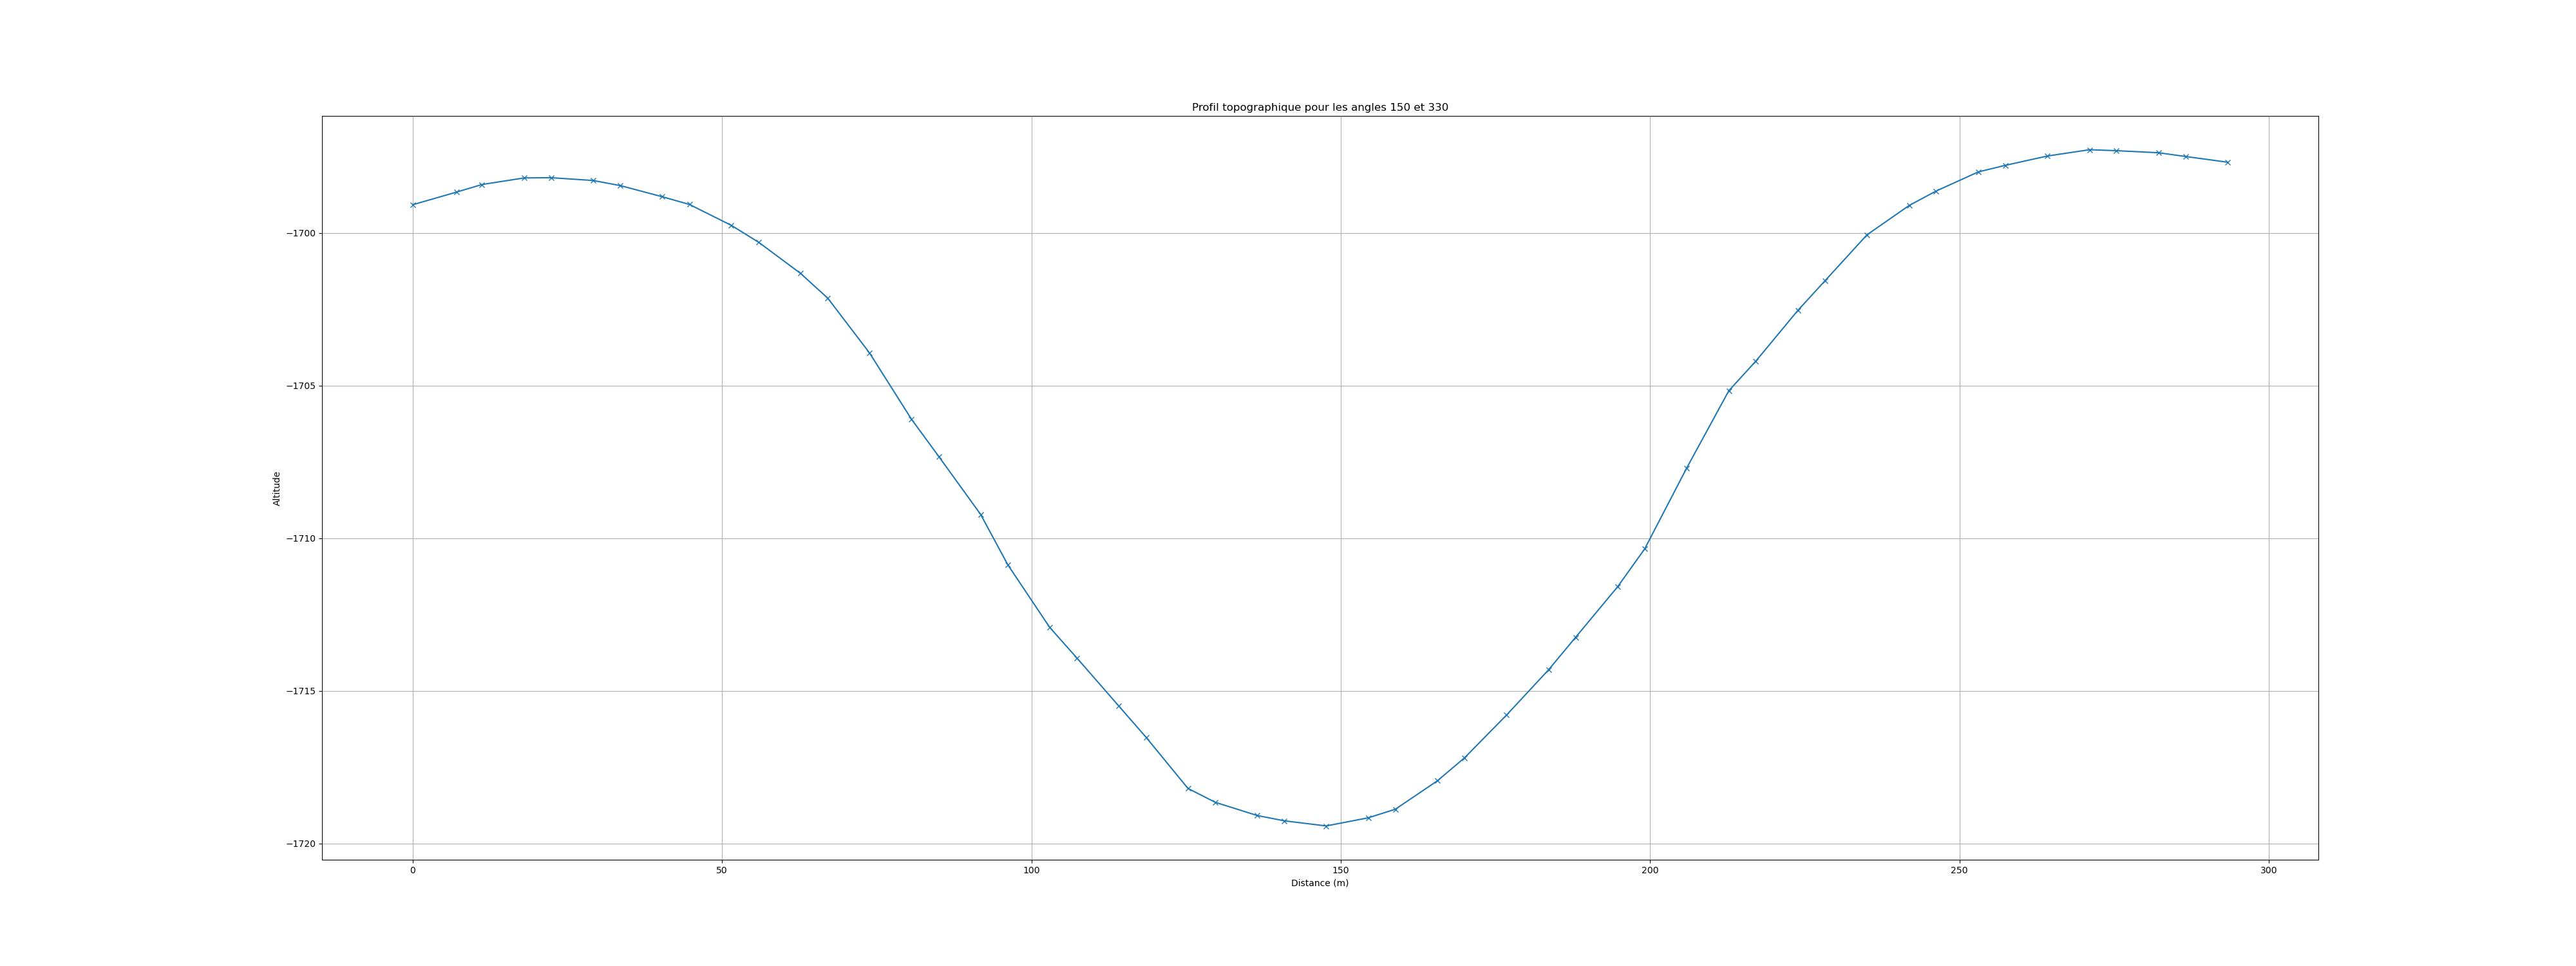 Profil topographique pour les angles 150 et 330
−1700
−1705
−1710
−1715
−1720
Altitude
0 50 100 150 200 250 300
Distance (m)